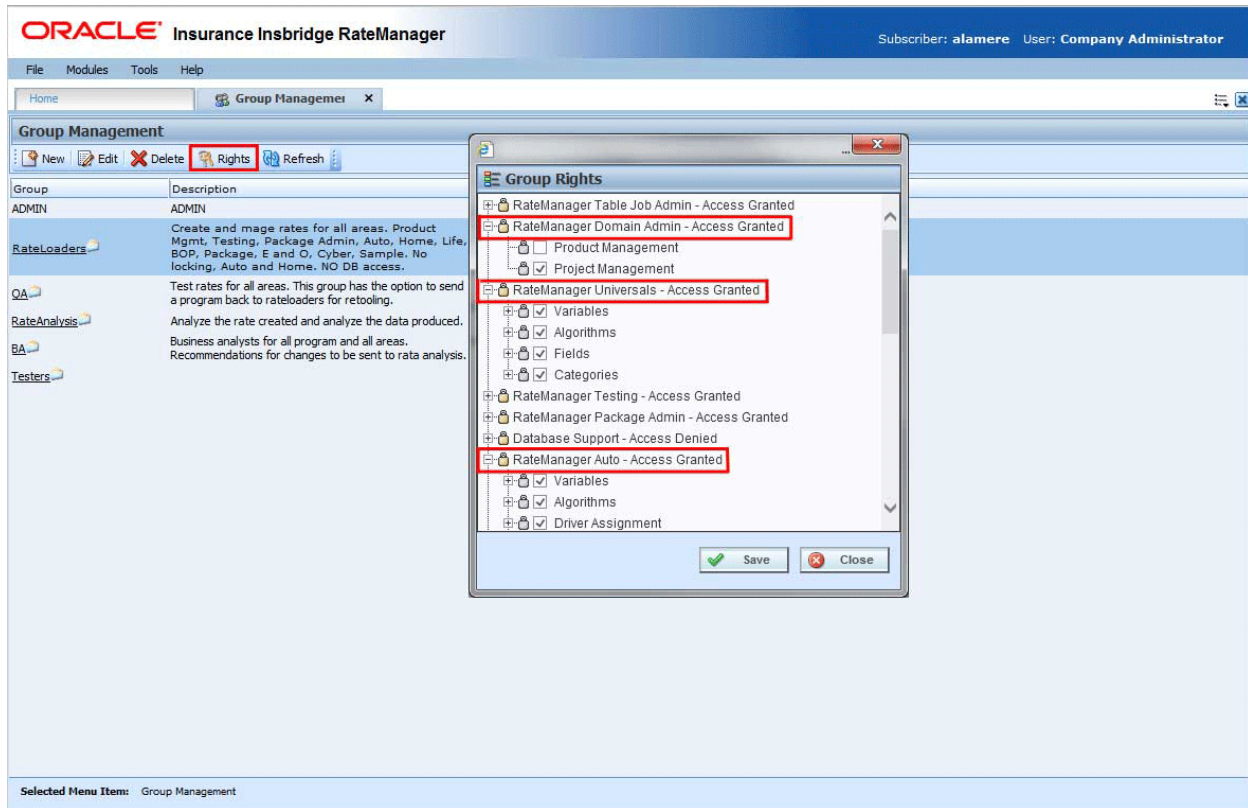 ORACLE Insurance Insbridge RateManager
Subscriber: alamere User: Company Administrator
File Modules Tools Help
Home
Group Managemer x
Group Management
New Edit Delete Rights Refresh
Group Description
ADMIN ADMIN
RateLoaders
Create and mage rates for all areas. Product
Mgmt, Testing, Package Admin, Auto, Home, Life,
BOP, Package, E and O, Cyber, Sample. No
locking, Auto and Home. NO DB access.
QA
Test rates for all areas. This group has the option to send
a program back to rateloaders for retooling.
RateAnalysis
Analyze the rate created and analyze the data produced.
BA
Business analysts for all program and all areas.
Recommendations for changes to be sent to rata analysis.
Testers
...
Group Rights
RateManager Table Job Admin - Access Granted
RateManager Domain Admin - Access Granted
Product Management
Project Management
RateManager Universals - Access Granted
Variables
Algorithms
Fields
Categories
RateManager Testing - Access Granted
RateManager Package Admin - Access Granted
Database Support - Access Denied
RateManager Auto - Access Granted
Variables
Algorithms
Driver Assignment
Save Close
Selected Menu Item: Group Management